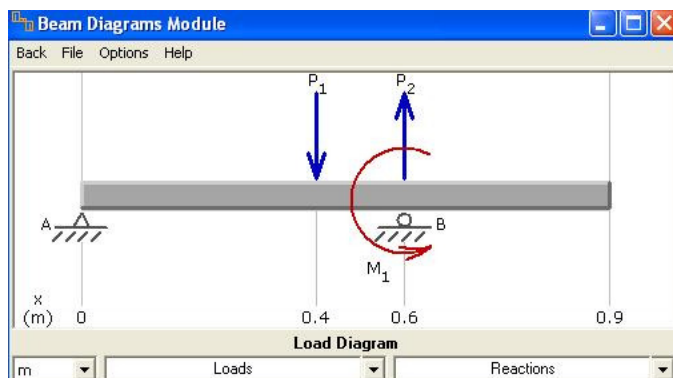 Beam Diagrams Module
Back File Options Help
P1 P2
A B
M1
x
(m) 0 0.4 0.6 0.9
Load Diagram
m Loads Reactions